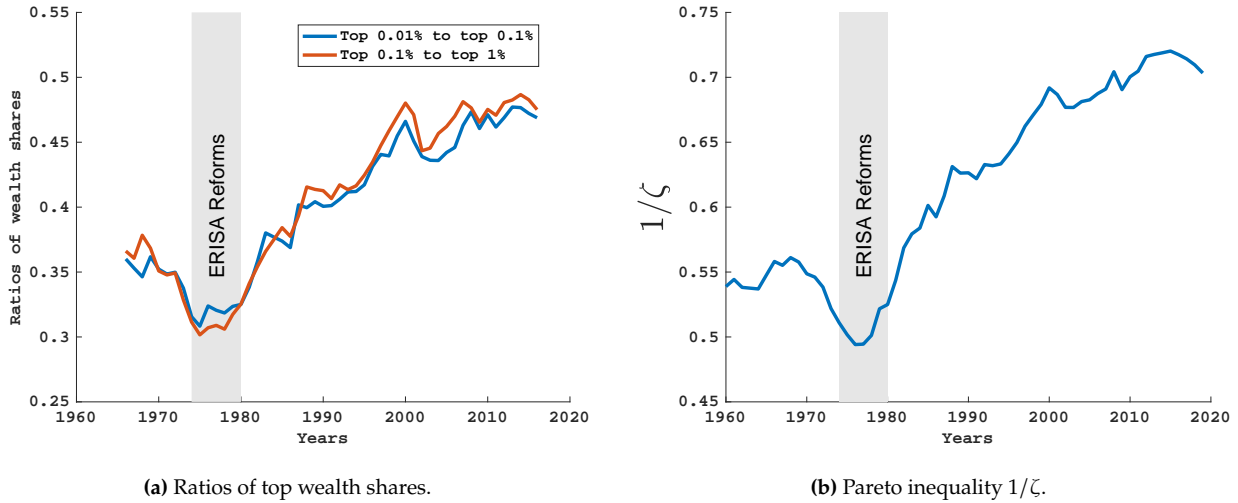 0.55
0.5
0.45
0.4
0.35
0.3
0.25
Ratios of wealth shares
Top 0.01% to top 0.1%
Top 0.1% to top 1%
ERISA Reforms
1960 1970 1980 1990 2000 2010 2020
Years
(a) Ratios of top wealth shares.
0.75
0.7
0.65
0.6
0.55
0.5
0.45
1/ζ
ERISA Reforms
1960 1970 1980 1990 2000 2010 2020
Years
(b) Pareto inequality 1/ζ.